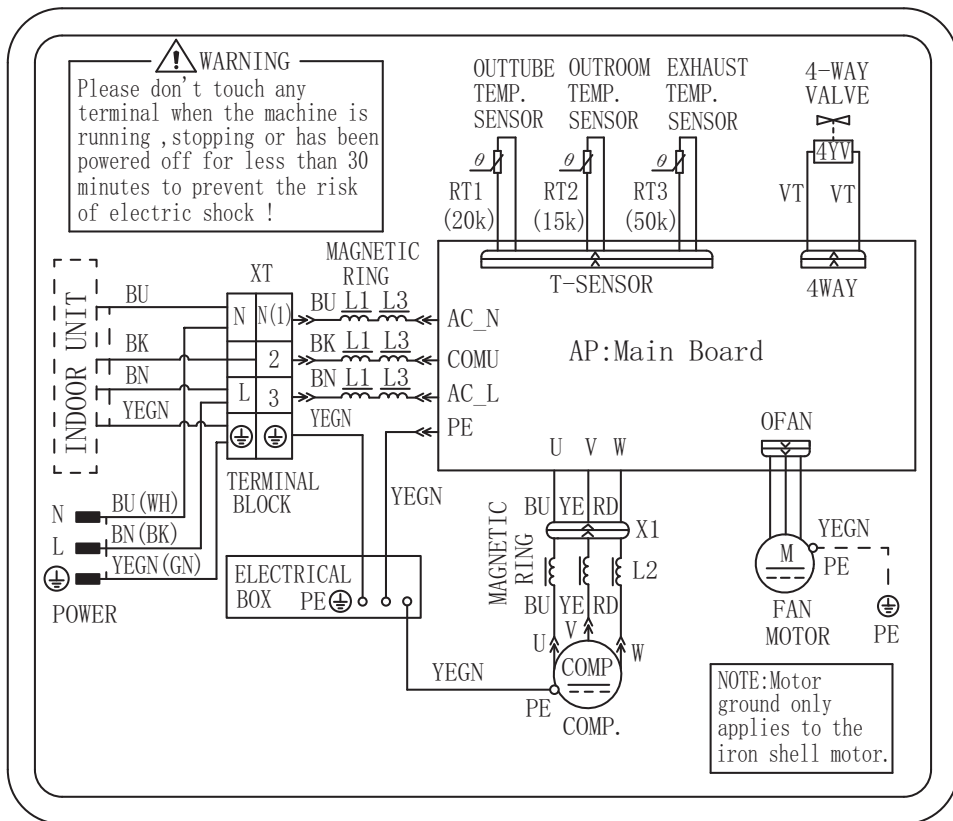 WARNING
Please don't touch any
terminal when the machine is
running ,stopping or has been
powered off for less than 30
minutes to prevent the risk
of electric shock !
OUTTUBE
TEMP.
SENSOR
OUTROOM
TEMP.
SENSOR
EXHAUST
TEMP.
SENSOR
4-WAY
VALVE
4YV
θ
RT1
(20k)
θ
RT2
(15k)
θ
RT3
(50k)
VT VT
T-SENSOR
4WAY
INDOOR UNIT
BU
BK
BN
YEGN
XT
N N(1)
2
L 3
TERMINAL
BLOCK
MAGNETIC
RING
BU L1 L3
BK L1 L3
BN L1 L3
YEGN
AC_N
COMU
AC_L
PE
AP:Main Board
U V W
OFAN
N BU(WH)
L BN(BK)
YEGN(GN)
POWER
YEGN
ELECTRICAL
BOX PE
MAGNETIC
RING
BU YE RD
X1
L2
BU YE RD
U V W
COMP
PE
COMP.
YEGN
M
YEGN
PE
FAN
MOTOR
PE
NOTE:Motor
ground only
applies to the
iron shell motor.